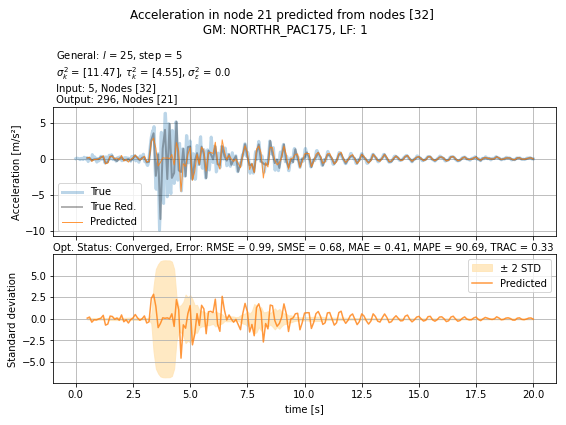 Acceleration in node 21 predicted from nodes [32]
GM: NORTHR_PAC175, LF: 1
General: l = 25, step = 5
σ²ₖ = [11.47], τ²ₖ = [4.55], σ²ε = 0.0
Input: 5, Nodes [32]
Output: 296, Nodes [21]
Acceleration [m/s²]
5
0
−5
−10
True
True Red.
Predicted
Opt. Status: Converged, Error: RMSE = 0.99, SMSE = 0.68, MAE = 0.41, MAPE = 90.69, TRAC = 0.33
Standard deviation
5.0
2.5
0.0
−2.5
−5.0
± 2 STD
Predicted
0.0 2.5 5.0 7.5 10.0 12.5 15.0 17.5 20.0
time [s]